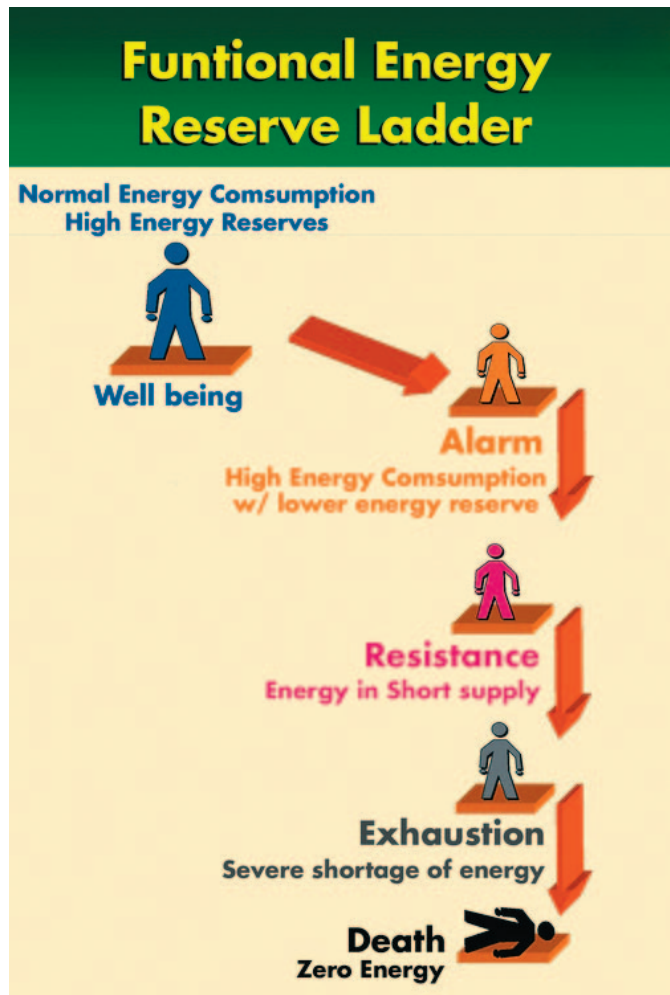 Funtional Energy
Reserve Ladder
Normal Energy Comsumption
High Energy Reserves
Well being
Alarm
High Energy Comsumption
w/ lower energy reserve
Resistance
Energy in Short supply
Exhaustion
Severe shortage of energy
Death
Zero Energy